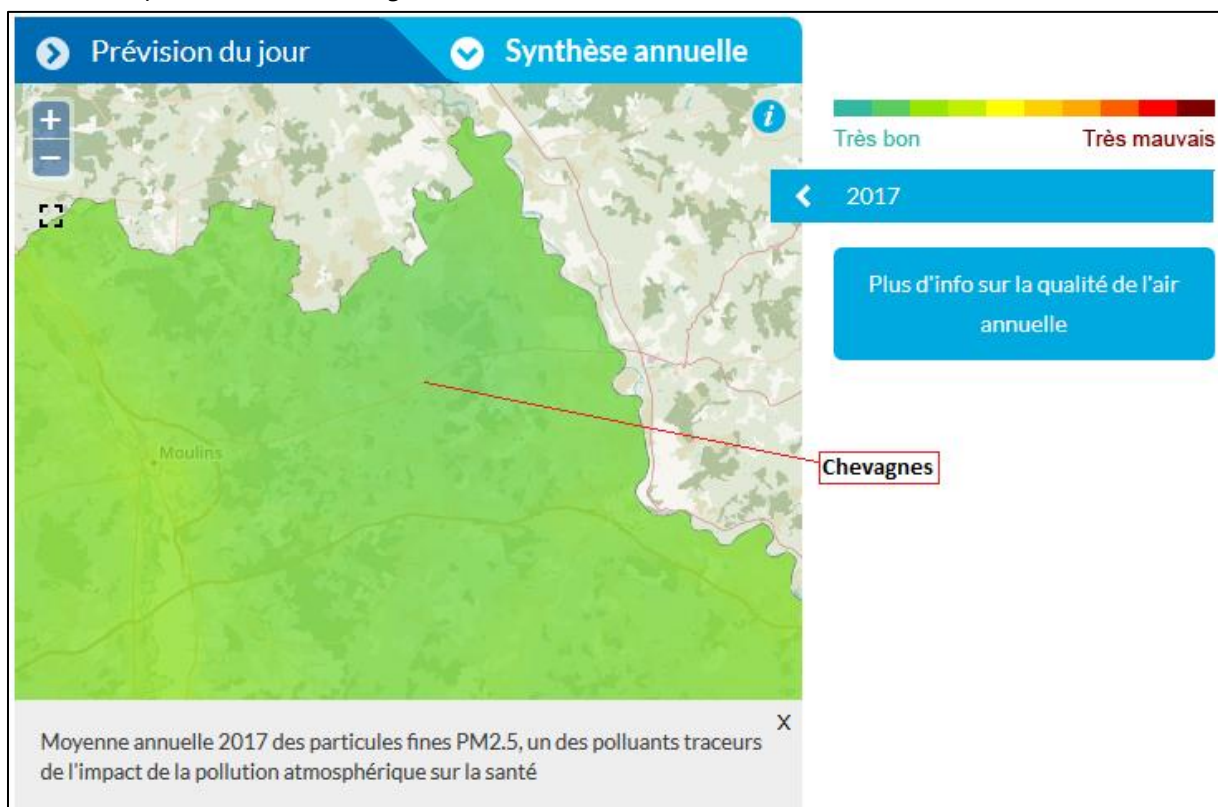 Prévision du jour
Synthèse annuelle
+
−
i
Très bon
Très mauvais
2017
Plus d'info sur la qualité de l'air
annuelle
Moulins
Chevagnes
X
Moyenne annuelle 2017 des particules fines PM2.5, un des polluants traceurs
de l'impact de la pollution atmosphérique sur la santé